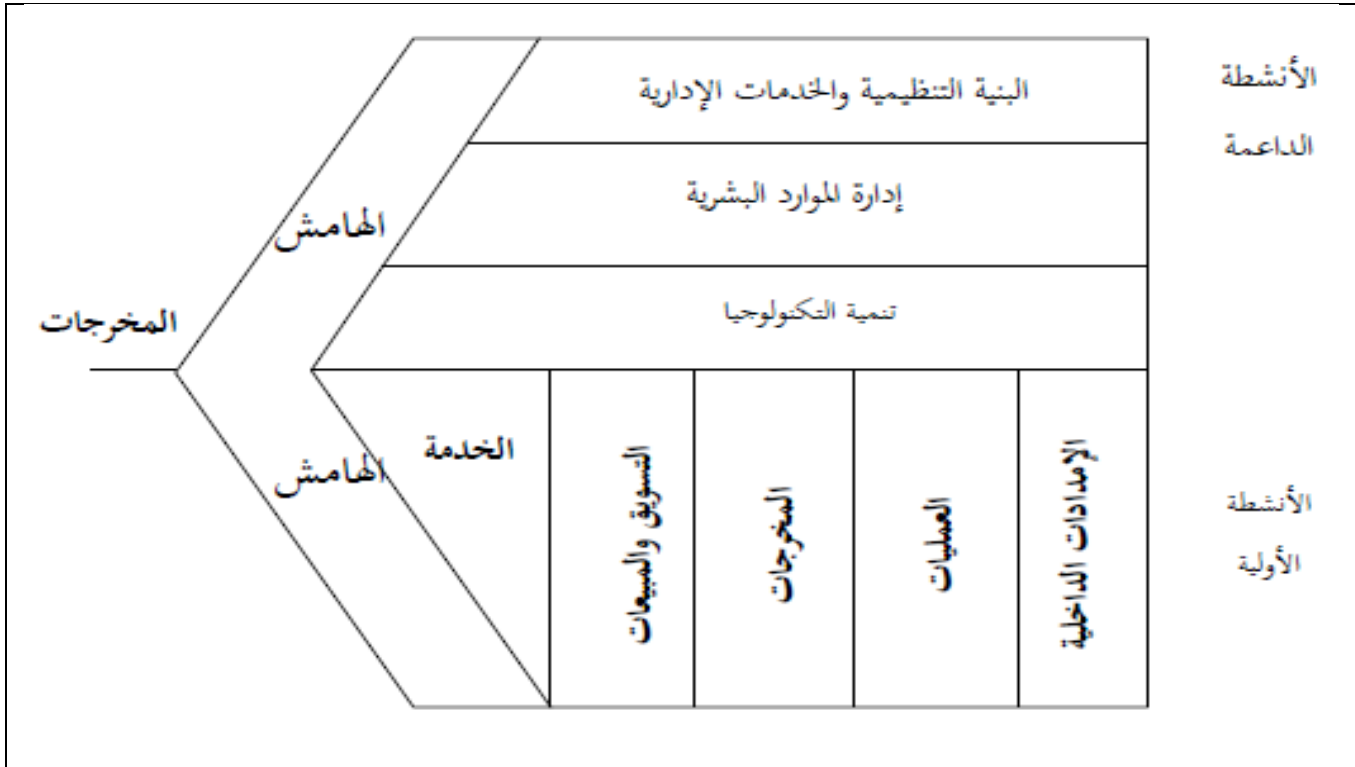 الأنشطة
الداعمة
البنية التنظيمية والخدمات الإدارية
إدارة الموارد البشرية
تنمية التكنولوجيا
الهامش
المخرجات
الأنشطة
الأولية
الإمدادات الداخلية
العمليات
المخرجات
التسويق والمبيعات
الخدمة
الهامش